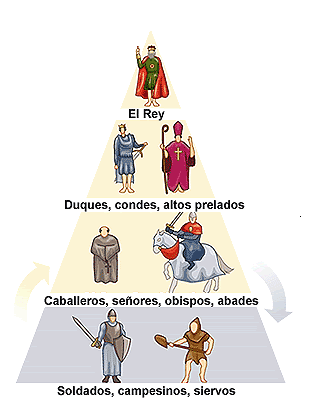 El Rey
Duques, condes, altos prelados
Caballeros, señores, obispos, abades
Soldados, campesinos, siervos